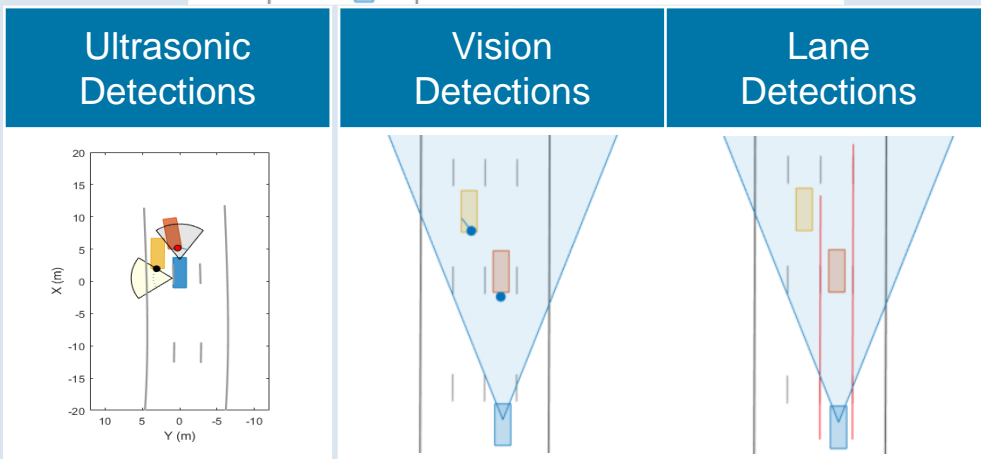 Ultrasonic
Detections
Vision
Detections
Lane
Detections
20
15
10
5
0
-5
-10
-15
-20
X (m)
10
5
0
-5
-10
Y (m)